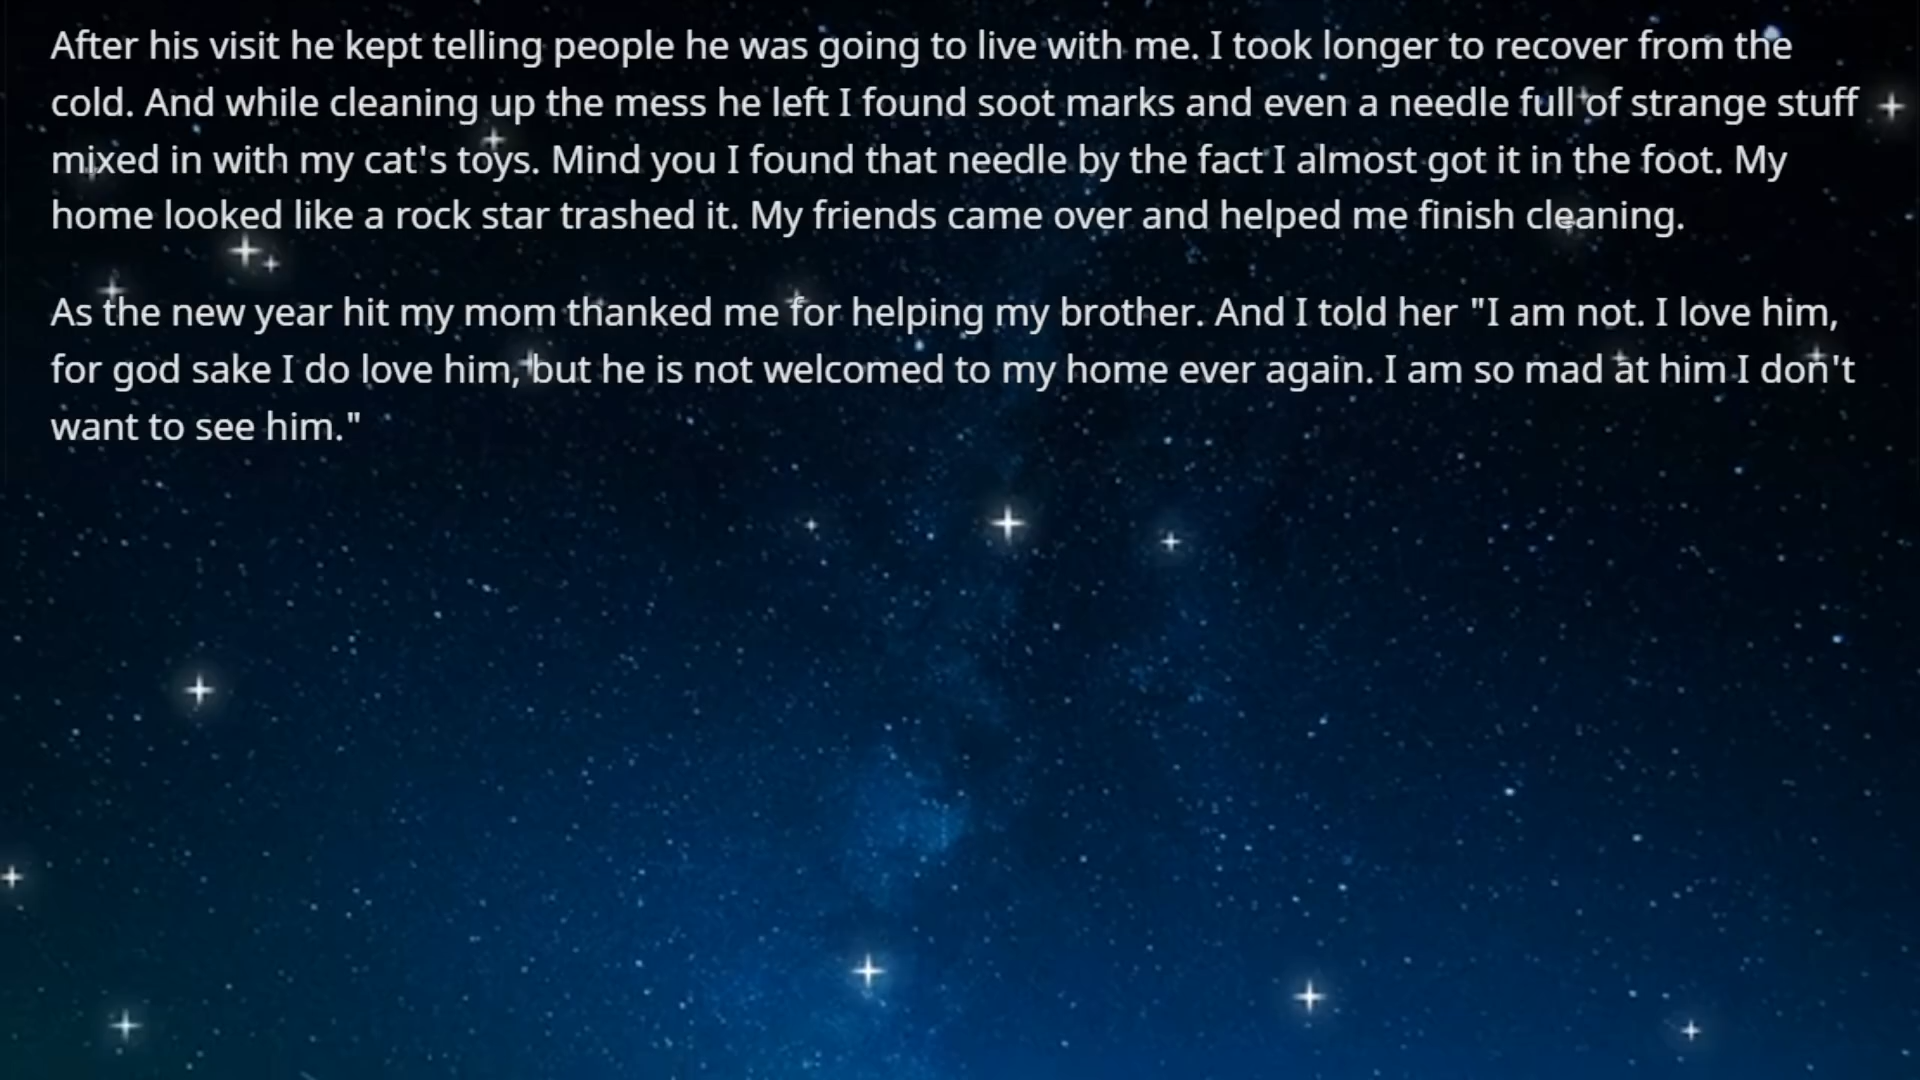 After his visit he kept telling people he was going to live with me. I took longer to recover from the
cold. And while cleaning up the mess he left I found soot marks and even a needle full of strange stuff
mixed in with my cat's toys. Mind you I found that needle by the fact I almost got it in the foot. My
home looked like a rock star trashed it. My friends came over and helped me finish cleaning.
As the new year hit my mom thanked me for helping my brother. And I told her "I am not. I love him,
for god sake I do love him, but he is not welcomed to my home ever again. I am so mad at him I don't
want to see him."